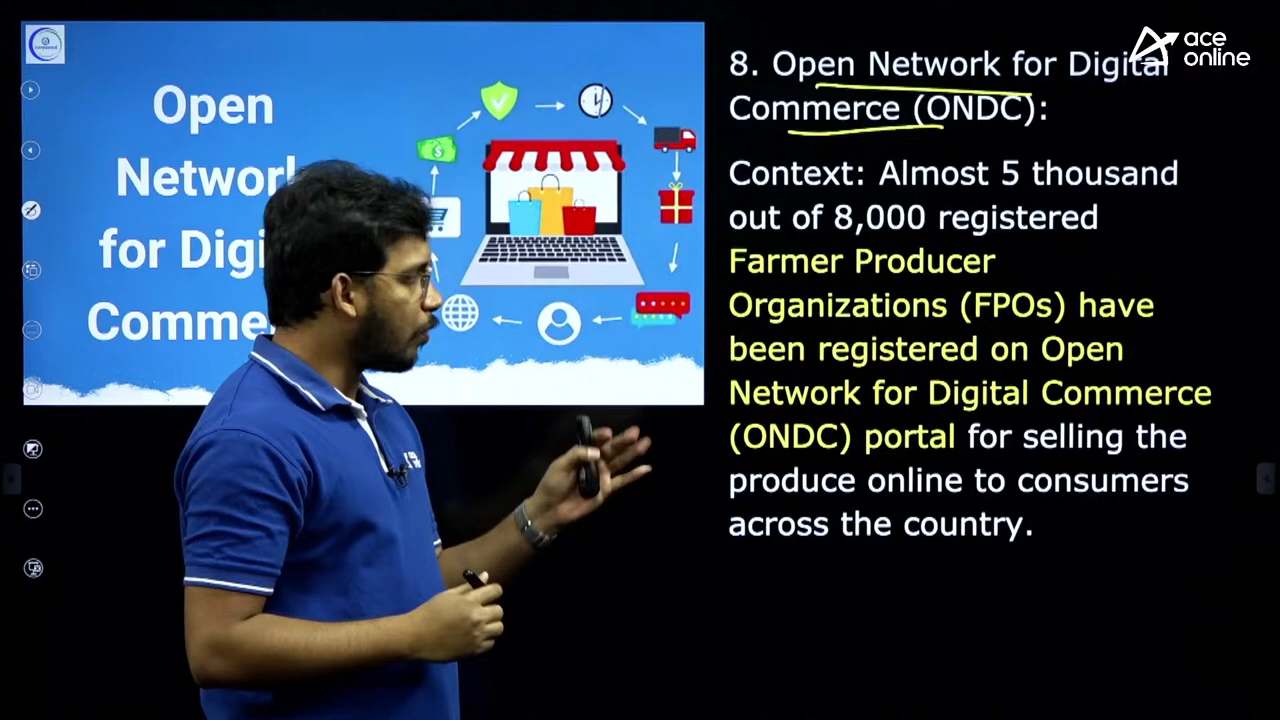 Open
Network
for Digi
Comme
8. Open Network for Digital
Commerce (ONDC):
Context: Almost 5 thousand
out of 8,000 registered
Farmer Producer
Organizations (FPOs) have
been registered on Open
Network for Digital Commerce
(ONDC) portal for selling the
produce online to consumers
across the country.
ace
online